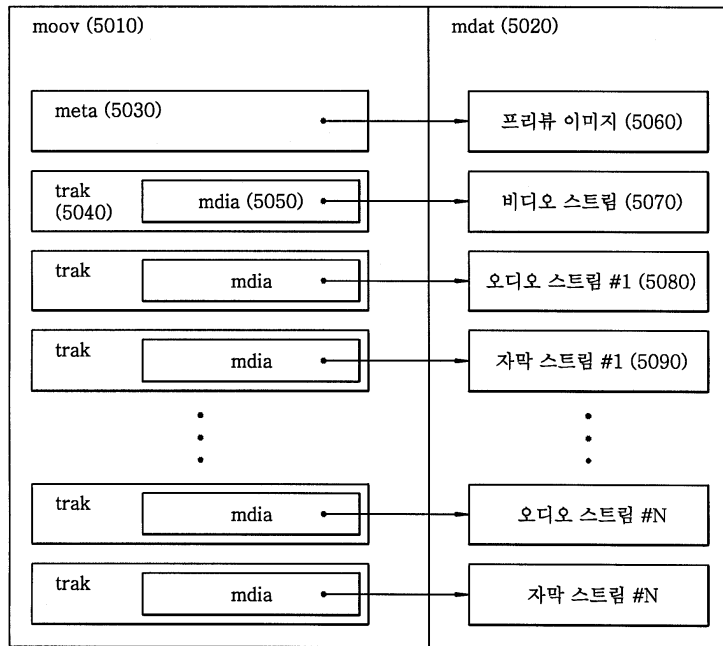 moov (5010)
mdat (5020)
meta (5030)
프리뷰 이미지 (5060)
trak
(5040)
mdia (5050)
비디오 스트림 (5070)
trak
mdia
오디오 스트림 #1 (5080)
trak
mdia
자막 스트림 #1 (5090)
trak
mdia
오디오 스트림 #N
trak
mdia
자막 스트림 #N